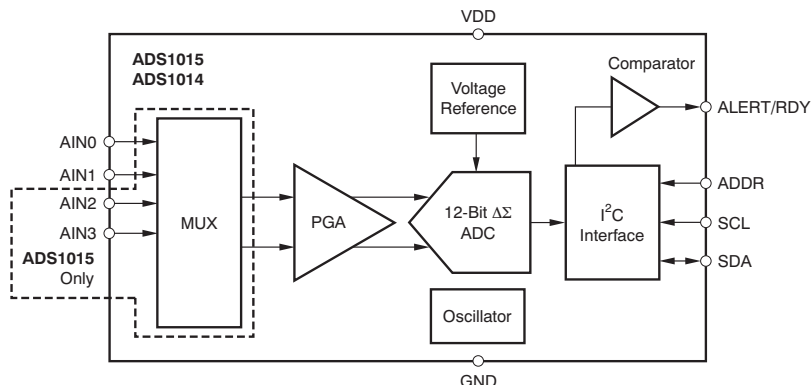 VDD
ADS1015
ADS1014
Comparator
Voltage
Reference
ALERT/RDY
AIN0
AIN1
AIN2
AIN3
ADS1015
Only
MUX
PGA
12-Bit ΔΣ
ADC
I²C
Interface
ADDR
SCL
SDA
Oscillator
GND